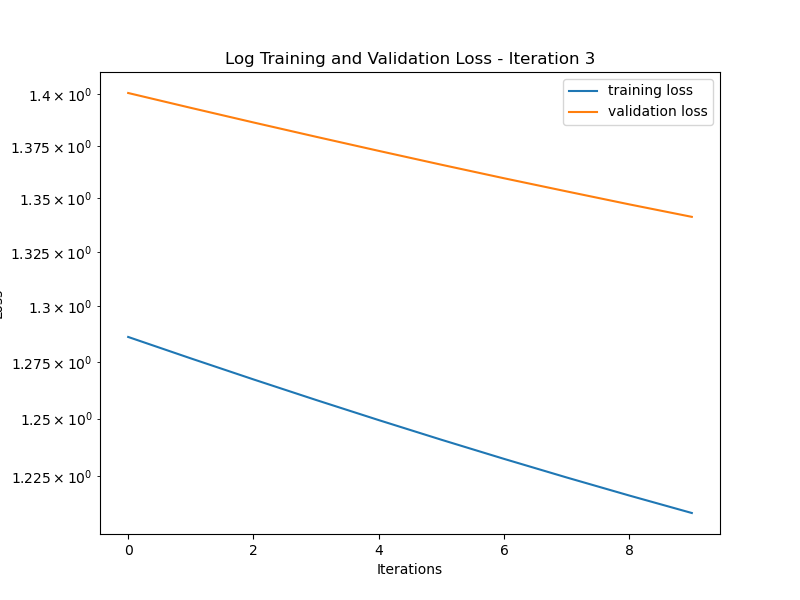 Log Training and Validation Loss - Iteration 3
training loss
validation loss
1.4 × 10⁰
1.375 × 10⁰
1.35 × 10⁰
1.325 × 10⁰
1.3 × 10⁰
1.275 × 10⁰
1.25 × 10⁰
1.225 × 10⁰
0 2 4 6 8
Iterations